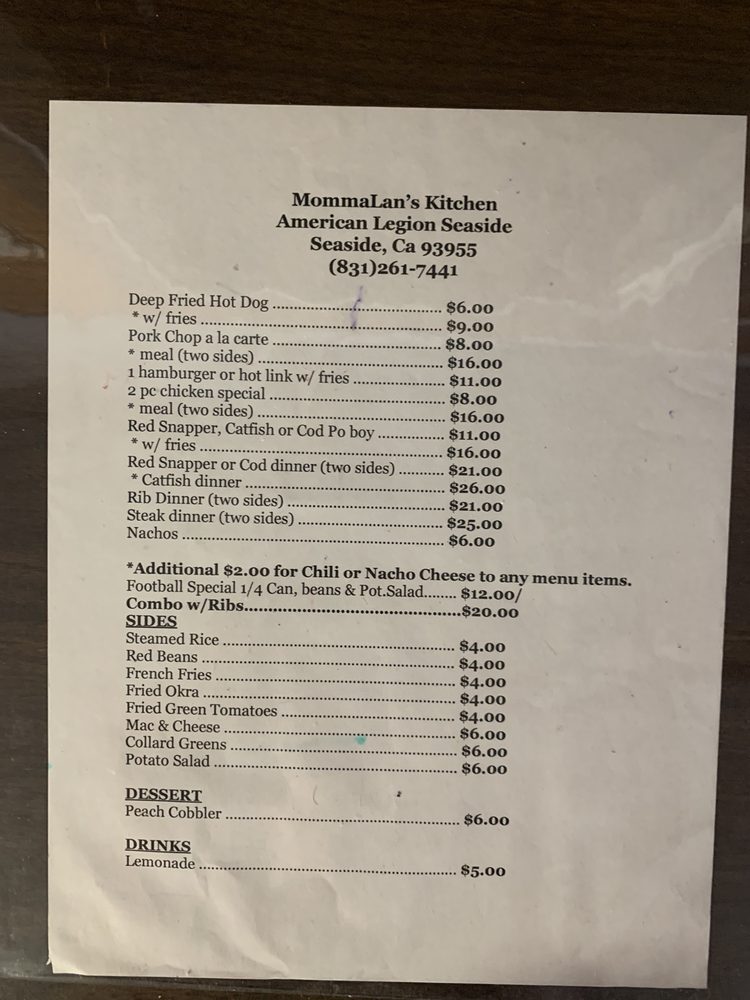 MommaLan's Kitchen
American Legion Seaside
Seaside, Ca 93955
(831)261-7441
Deep Fried Hot Dog ........................................ $6.00
* w/ fries ........................................................ $9.00
Pork Chop a la carte ........................................ $8.00
* meal (two sides) ........................................... $16.00
1 hamburger or hot link w/ fries ..................... $11.00
2 pc chicken special ......................................... $8.00
* meal (two sides) ........................................... $16.00
Red Snapper, Catfish or Cod Po boy ............... $11.00
* w/ fries ........................................................ $16.00
Red Snapper or Cod dinner (two sides) .......... $21.00
* Catfish dinner .............................................. $26.00
Rib Dinner (two sides) .................................... $21.00
Steak dinner (two sides) .................................. $25.00
Nachos ............................................................ $6.00
*Additional $2.00 for Chili or Nacho Cheese to any menu items.
Football Special 1/4 Can, beans & Pot.Salad........ $12.00/
Combo w/Ribs.....................................................$20.00
SIDES
Steamed Rice ..................................................... $4.00
Red Beans .......................................................... $4.00
French Fries ....................................................... $4.00
Fried Okra .......................................................... $4.00
Fried Green Tomatoes ........................................ $4.00
Mac & Cheese ..................................................... $6.00
Collard Greens ................................................... $6.00
Potato Salad ....................................................... $6.00
DESSERT
Peach Cobbler .................................................... $6.00
DRINKS
Lemonade .......................................................... $5.00